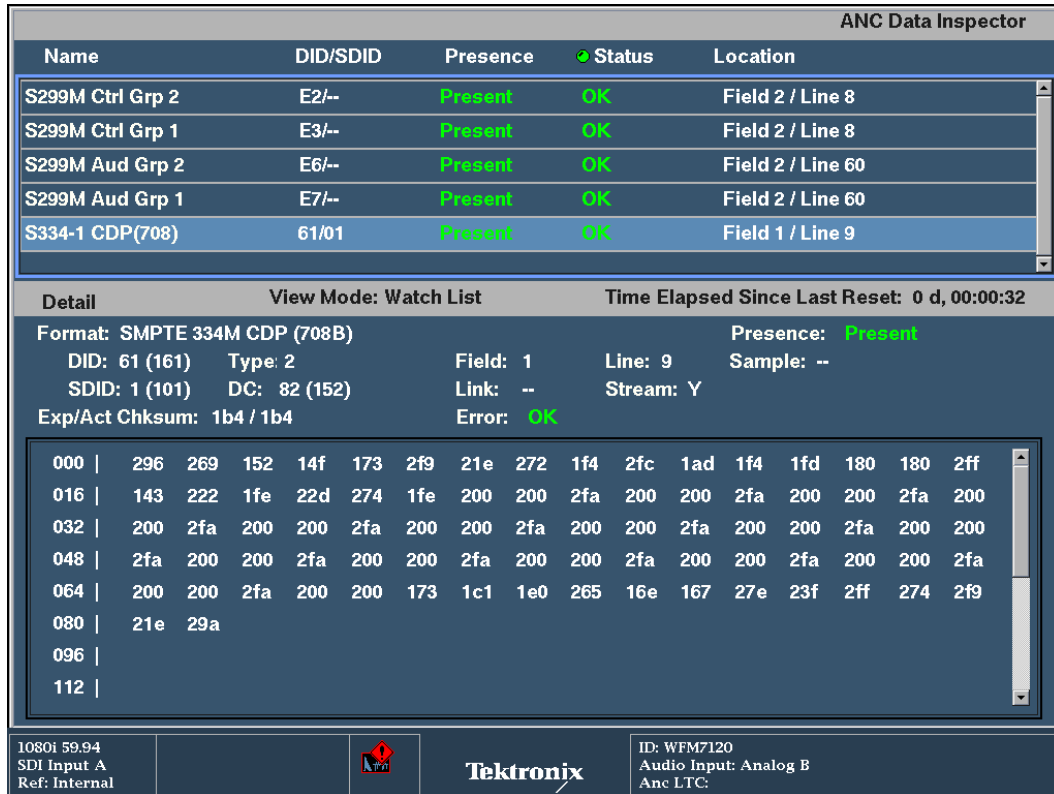 ANC Data Inspector
Name DID/SDID Presence Status Location
S299M Ctrl Grp 2 E2/-- Present OK Field 2 / Line 8
S299M Ctrl Grp 1 E3/-- Present OK Field 2 / Line 8
S299M Aud Grp 2 E6/-- Present OK Field 2 / Line 60
S299M Aud Grp 1 E7/-- Present OK Field 2 / Line 60
S334-1 CDP(708) 61/01 Present OK Field 1 / Line 9
Detail View Mode: Watch List Time Elapsed Since Last Reset: 0 d, 00:00:32
Format: SMPTE 334M CDP (708B) Presence: Present
DID: 61 (161) Type: 2 Field: 1 Line: 9 Sample: --
SDID: 1 (101) DC: 82 (152) Link: -- Stream: Y
Exp/Act Chksum: 1b4 / 1b4 Error: OK
000 | 296 269 152 14f 173 2f9 21e 272 1f4 2fc 1ad 1f4 1fd 180 180 2ff
016 | 143 222 1fe 22d 274 1fe 200 200 2fa 200 200 2fa 200 200 2fa 200
032 | 200 2fa 200 200 2fa 200 200 2fa 200 200 2fa 200 200 2fa 200 200
048 | 2fa 200 200 2fa 200 200 2fa 200 200 2fa 200 200 2fa 200 200 2fa
064 | 200 200 2fa 200 200 173 1c1 1e0 265 16e 167 27e 23f 2ff 274 2f9
080 | 21e 29a
096 |
112 |
1080i 59.94
SDI Input A
Ref: Internal
Tektronix
ID: WFM7120
Audio Input: Analog B
Anc LTC: